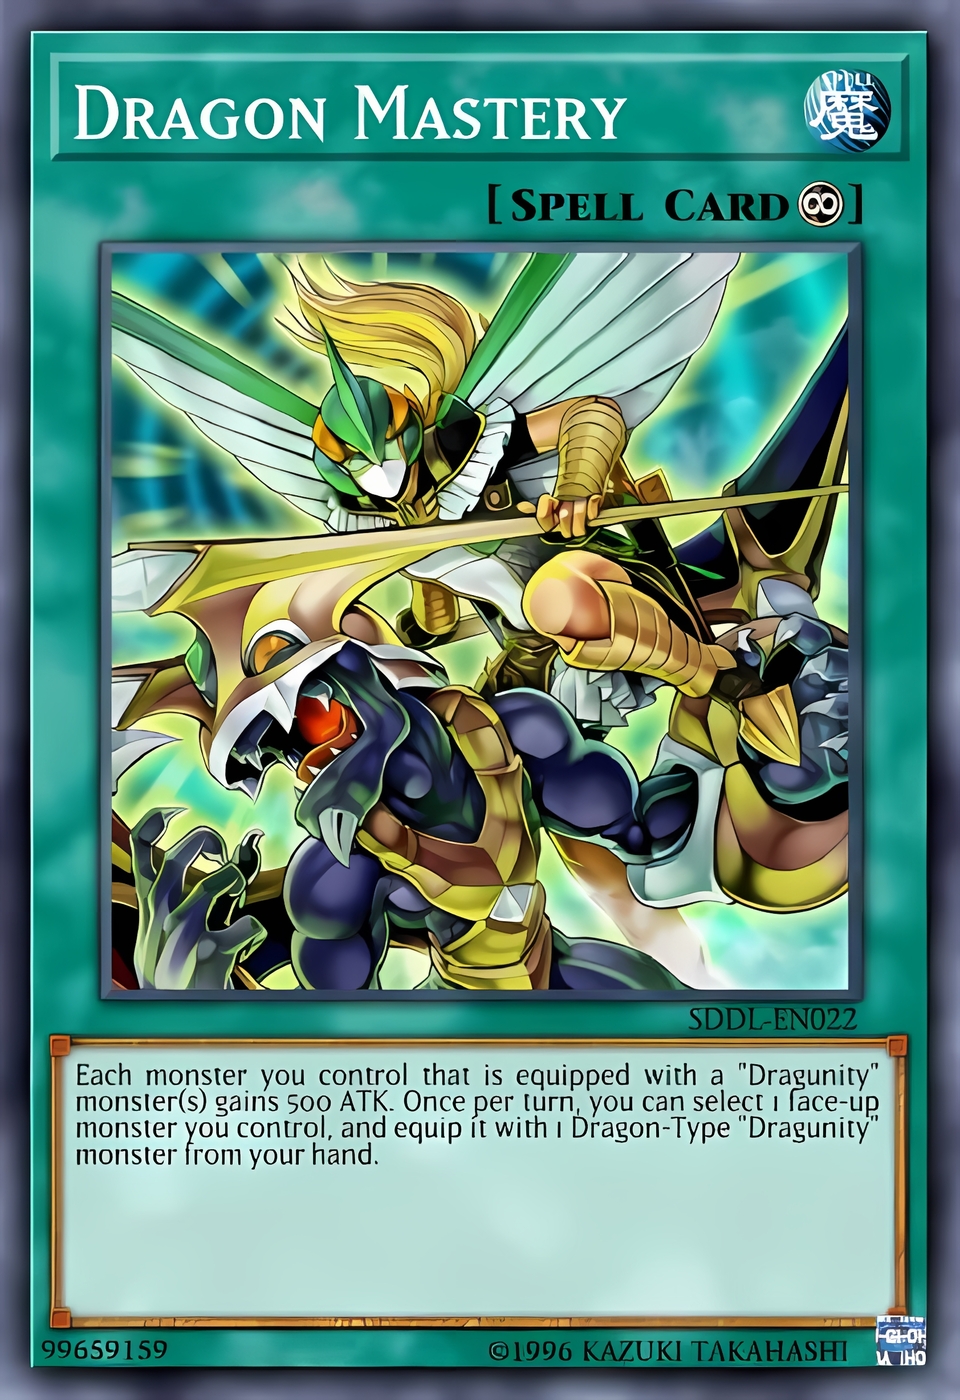 DRAGON MASTERY
魔
[SPELL CARD ∞]
SDDL-EN022
Each monster you control that is equipped with a "Dragunity"
monster(s) gains 500 ATK. Once per turn, you can select 1 face-up
monster you control, and equip it with 1 Dragon-Type "Dragunity"
monster from your hand.
99659159
©1996 KAZUKI TAKAHASHI